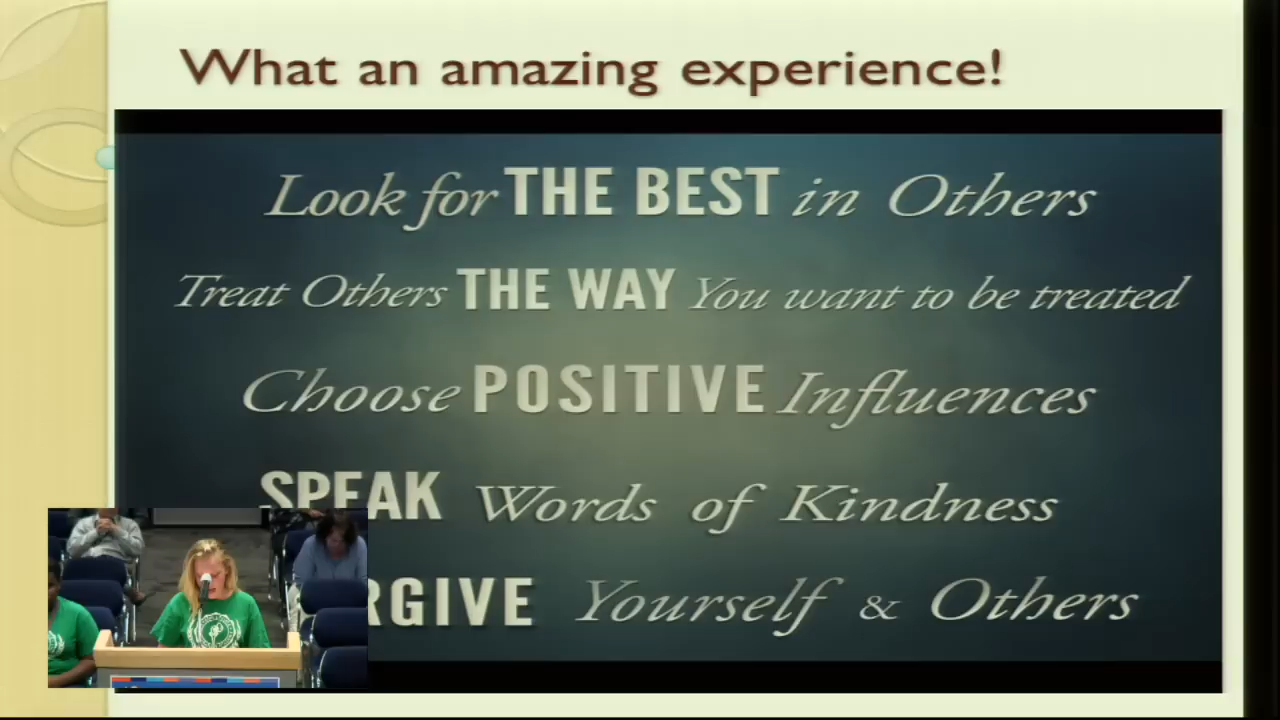 What an amazing experience!
Look for THE BEST in Others
Treat Others THE WAY You want to be treated
Choose POSITIVE Influences
SPEAK Words of Kindness
RGIVE Yourself & Others